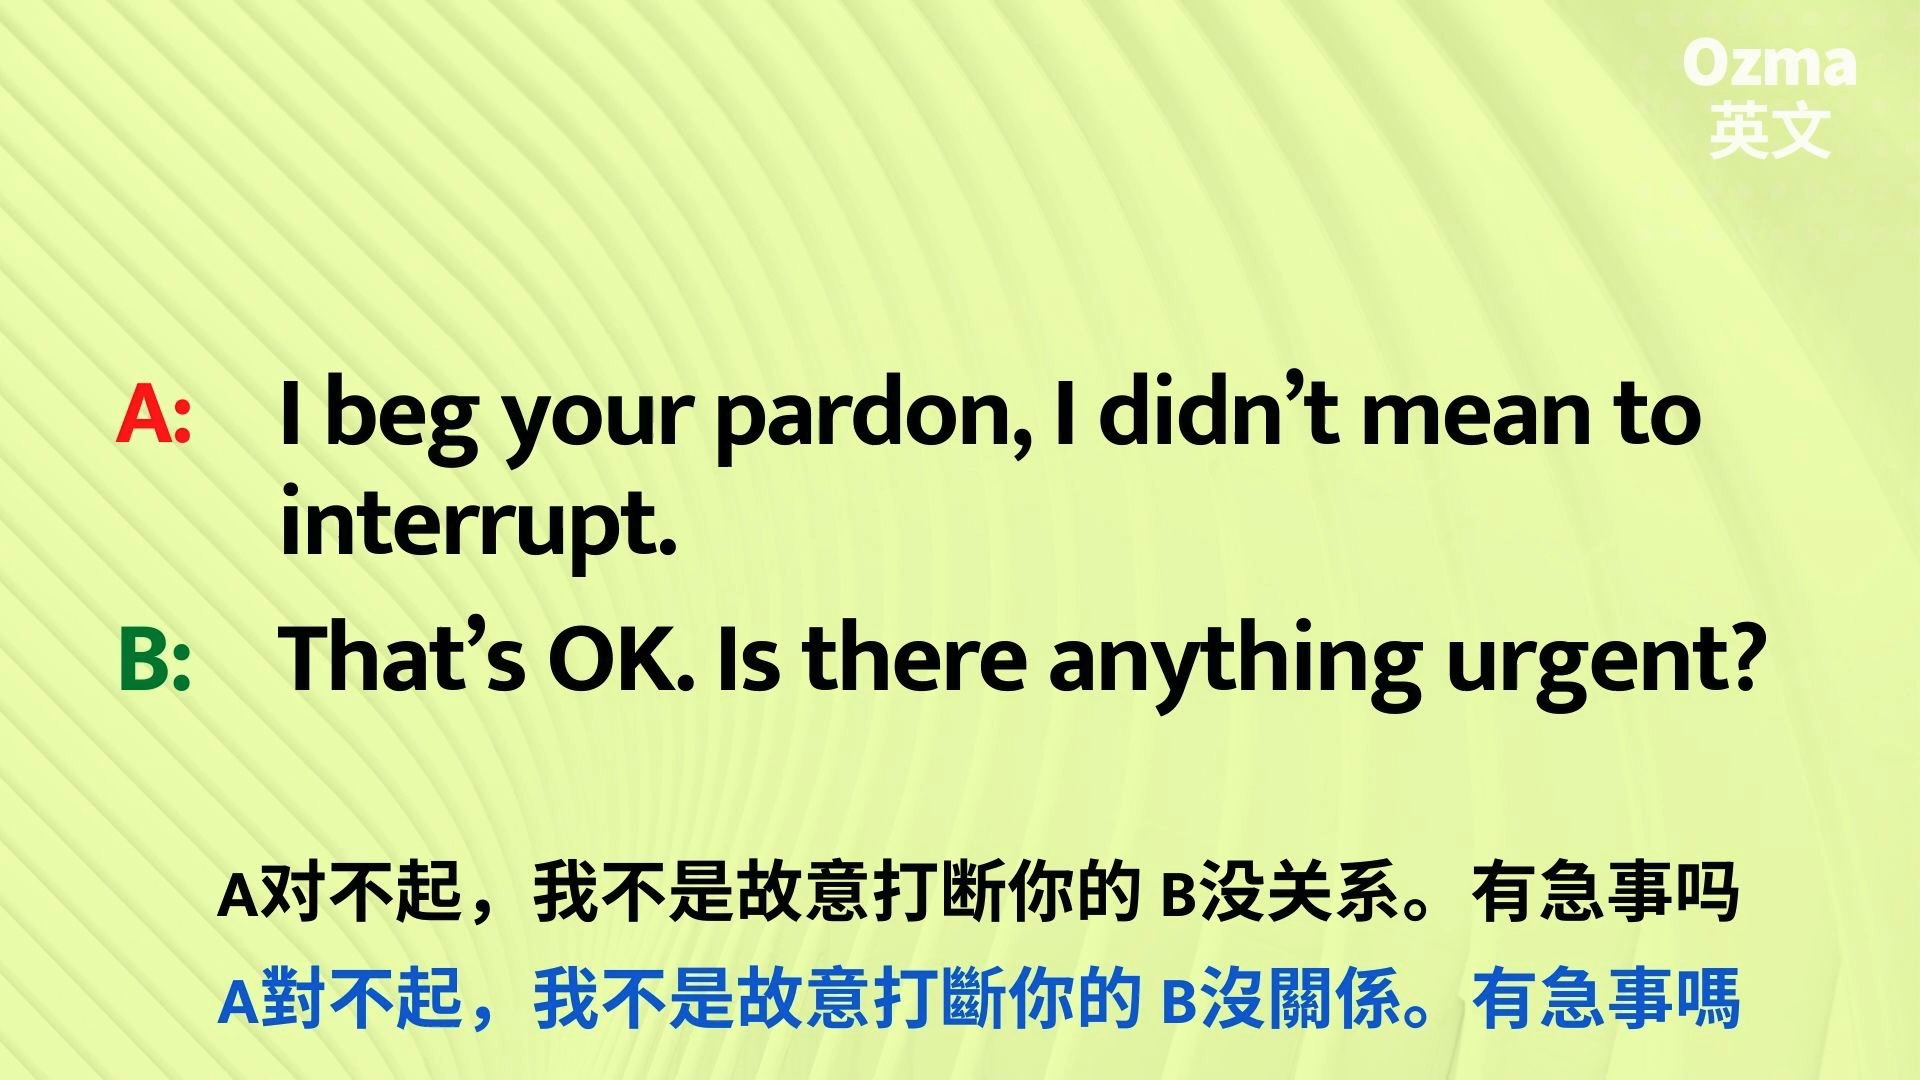 Ozma
英文
A: I beg your pardon, I didn’t mean to
interrupt.
B: That’s OK. Is there anything urgent?
A对不起，我不是故意打断你的 B没关系。有急事吗
A對不起，我不是故意打斷你的 B沒關係。有急事嗎